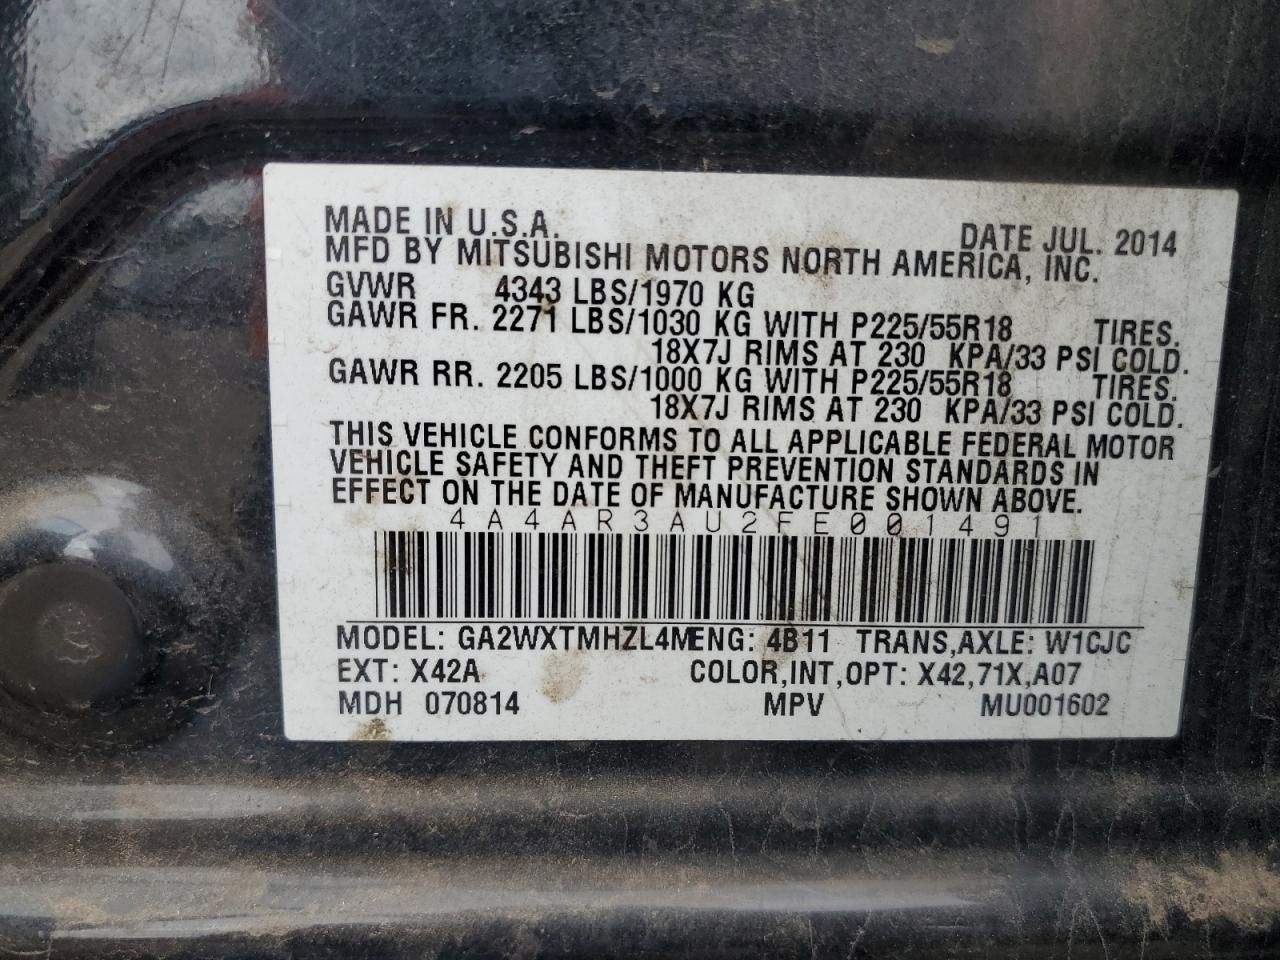 MADE IN U.S.A. DATE JUL. 2014
MFD BY MITSUBISHI MOTORS NORTH AMERICA, INC.
GVWR 4343 LBS/1970 KG
GAWR FR. 2271 LBS/1030 KG WITH P225/55R18 TIRES.
18X7J RIMS AT 230 KPA/33 PSI COLD.
GAWR RR. 2205 LBS/1000 KG WITH P225/55R18 TIRES.
18X7J RIMS AT 230 KPA/33 PSI COLD.
THIS VEHICLE CONFORMS TO ALL APPLICABLE FEDERAL MOTOR
VEHICLE SAFETY AND THEFT PREVENTION STANDARDS IN
EFFECT ON THE DATE OF MANUFACTURE SHOWN ABOVE.
4A4AR3AU2FE001491
MODEL: GA2WXTMHZL4MENG: 4B11 TRANS,AXLE: W1CJC
EXT: X42A COLOR,INT,OPT: X42,71X,A07
MDH 070814 MPV MU001602